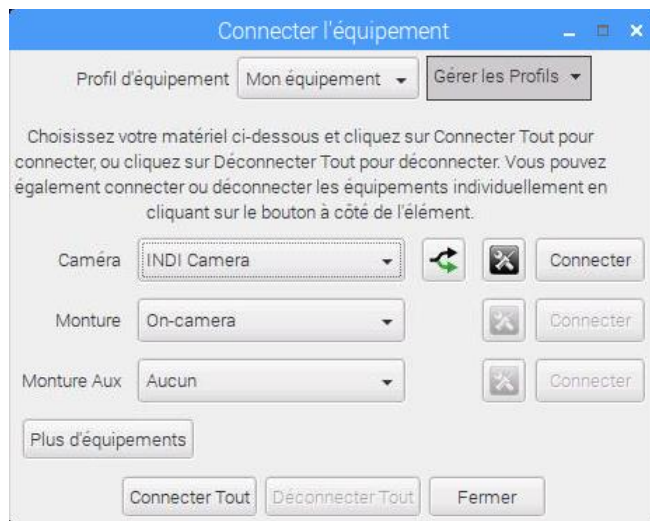 Connecter l'équipement
Profil d'équipement Mon équipement Gérer les Profils
Choisissez votre matériel ci-dessous et cliquez sur Connecter Tout pour
connecter, ou cliquez sur Déconnecter Tout pour déconnecter. Vous pouvez
également connecter ou déconnecter les équipements individuellement en
cliquant sur le bouton à côté de l'élément.
Caméra INDI Camera Connecter
Monture On-camera Connecter
Monture Aux Aucun Connecter
Plus d'équipements
Connecter Tout Déconnecter Tout Fermer